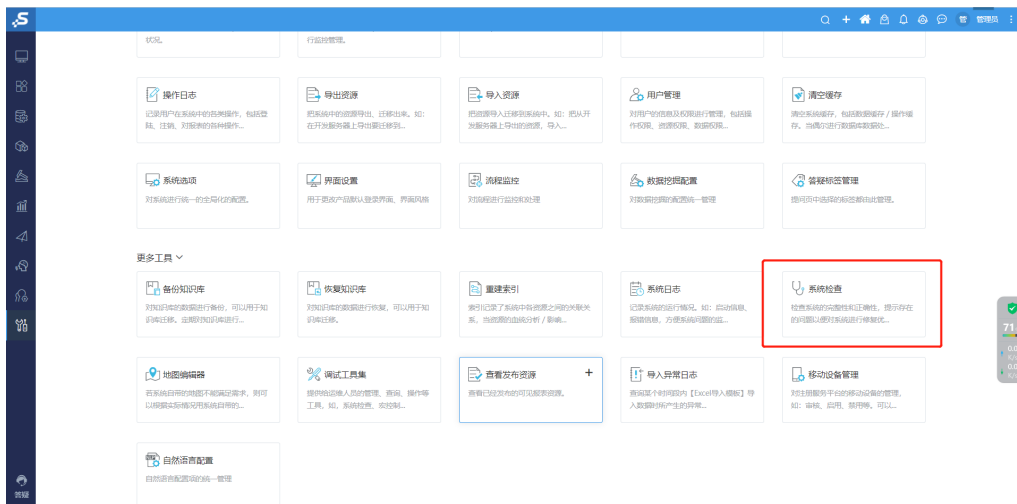 管 管理员
状况。
行监控管理。
操作日志
记录用户在系统中的各类操作，包括登
陆、注销、对报表的各种操作...
导出资源
把系统中的资源导出、迁移出来。如：
在开发服务器上导出要迁移到...
导入资源
把资源导入迁移到系统中。如：把从开
发服务器上导出的资源，导入...
用户管理
对用户的信息及权限进行管理，包括操
作权限、资源权限、数据权限...
清空缓存
清空系统缓存，包括数据缓存 / 操作缓
存。当偶尔进行数据库数据处...
系统选项
对系统进行统一的全局化的配置。
界面设置
用于更改产品默认登录界面，界面风格
流程监控
对流程进行监控和处理
数据挖掘配置
对数据挖掘的配置统一管理
答疑标签管理
提问页中选择的标签都由此管理。
更多工具
备份知识库
对知识库的数据进行备份，可以用于知
识库迁移。定期对知识库进行...
恢复知识库
对知识库的数据进行恢复，可以用于知
识库迁移。
重建索引
索引记录了系统中各资源之间的关联关
系，当资源的血统分析 / 影响...
系统日志
记录系统的运行情况。如：启动信息、
报错信息，方便系统问题的监...
系统检查
检查系统的完整性和正确性，提示存在
的问题以便对系统进行修复优...
71
地图编辑器
若系统自带的地图不能满足需求，则可
以根据实际情况用系统自带的...
调试工具集
提供给运维人员的管理、查询、操作等
工具，如，系统检查、宏控制...
查看发布资源 +
查看已经发布的可见报表资源。
导入异常日志
查询某个时间段内【Excel导入模板】导
入数据时所产生的异常...
移动设备管理
对注册服务平台的移动设备的管理，
如：审核、启用、禁用等。可以...
自然语言配置
自然语言配置项的统一管理
答疑